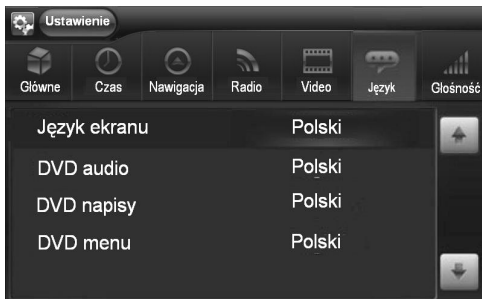 Ustawienie
Główne Czas Nawigacja Radio Video Język Głośność
Język ekranu Polski
DVD audio Polski
DVD napisy Polski
DVD menu Polski